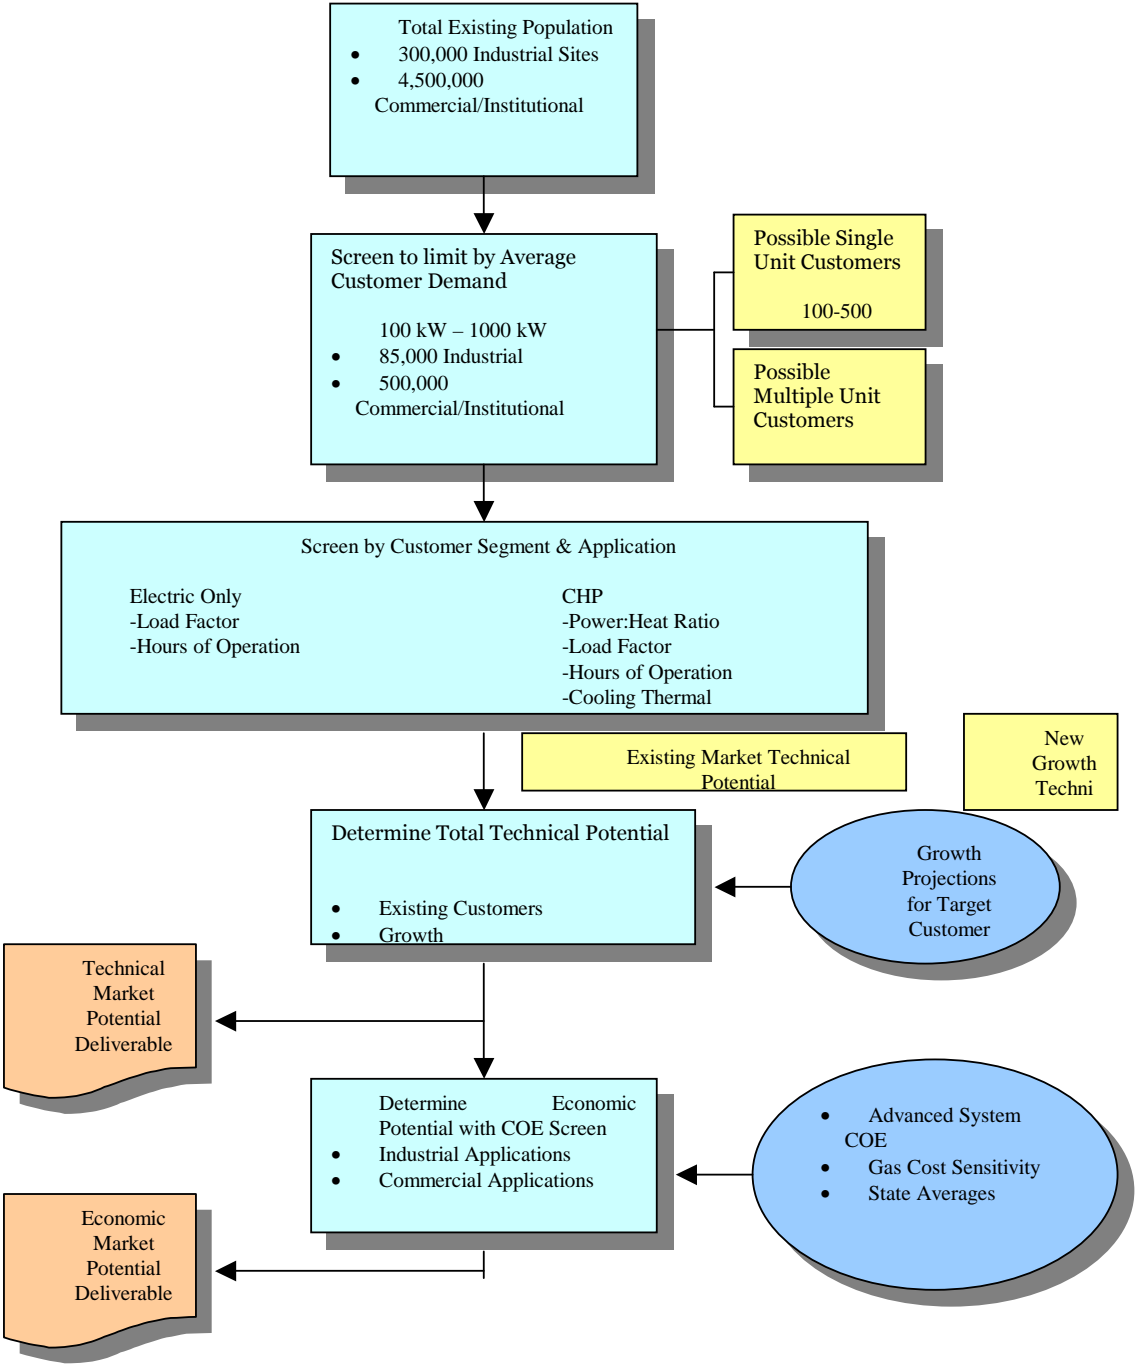 Total Existing Population
• 300,000 Industrial Sites
• 4,500,000
Commercial/Institutional
Screen to limit by Average
Customer Demand
100 kW – 1000 kW
• 85,000 Industrial
• 500,000
Commercial/Institutional
Possible Single
Unit Customers
100-500
Possible
Multiple Unit
Customers
Screen by Customer Segment & Application
Electric Only
-Load Factor
-Hours of Operation
CHP
-Power:Heat Ratio
-Load Factor
-Hours of Operation
-Cooling Thermal
Existing Market Technical
Potential
New
Growth
Techni
Determine Total Technical Potential
• Existing Customers
• Growth
Growth
Projections
for Target
Customer
Technical
Market
Potential
Deliverable
Determine Economic
Potential with COE Screen
• Industrial Applications
• Commercial Applications
• Advanced System
COE
• Gas Cost Sensitivity
• State Averages
Economic
Market
Potential
Deliverable